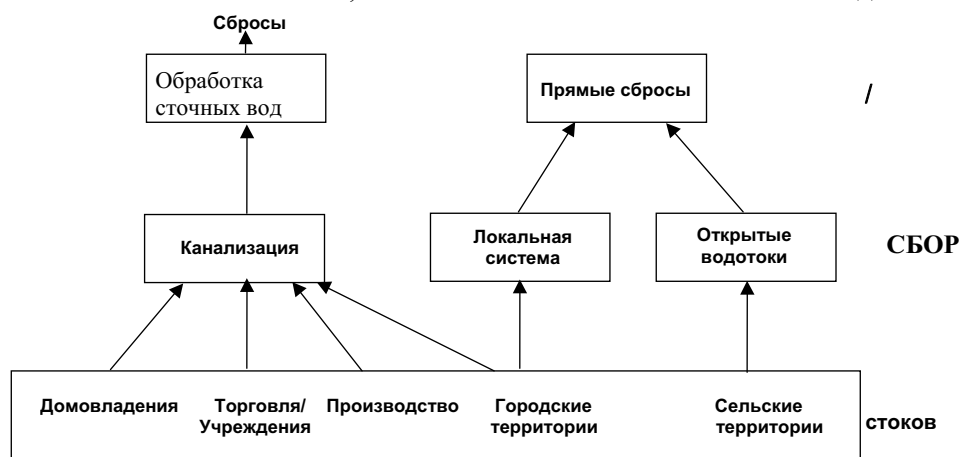 Сбросы
Обработка
сточных вод
Прямые сбросы
/
Канализация
Локальная
система
Открытые
водотоки
СБОР
Домовладения
Торговля/
Учреждения
Производство
Городские
территории
Сельские
территории
стоков